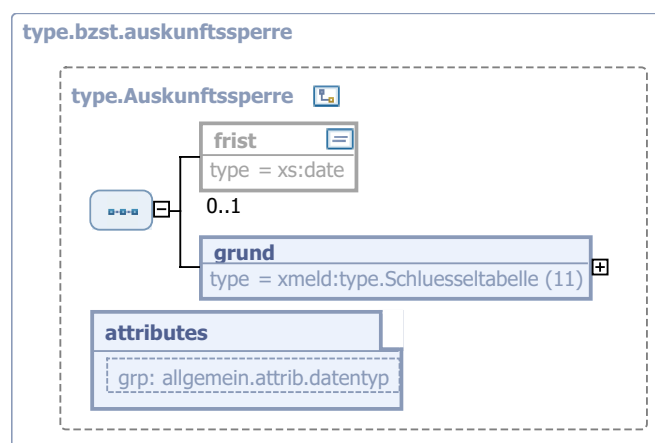 type.bzst.auskunftssperre
type.Auskunftssperre
frist
type = xs:date
0..1
grund
type = xmeld:type.Schluesseltabelle (11)
attributes
grp: allgemein.attrib.datentyp